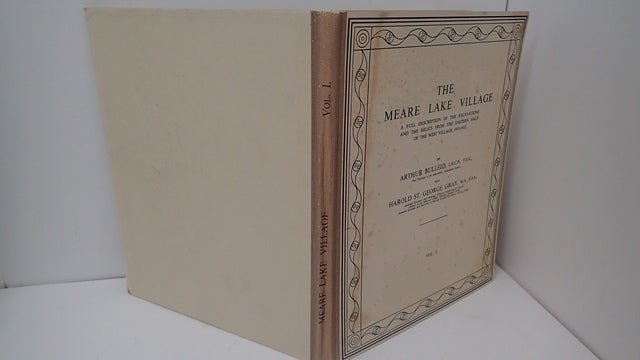 MEARE LAKE VILLAGE VOL. I.
THE
MEARE LAKE VILLAGE
A FULL DESCRIPTION OF THE EXCAVATIONS
AND THE RELICS FROM THE EASTERN HALF
OF THE WEST VILLAGE,
BY
ARTHUR BULLEID, L.R.C.P., F.S.A.,
AND
HAROLD ST. GEORGE GRAY, M.A., F.S.A.,
VOL. I